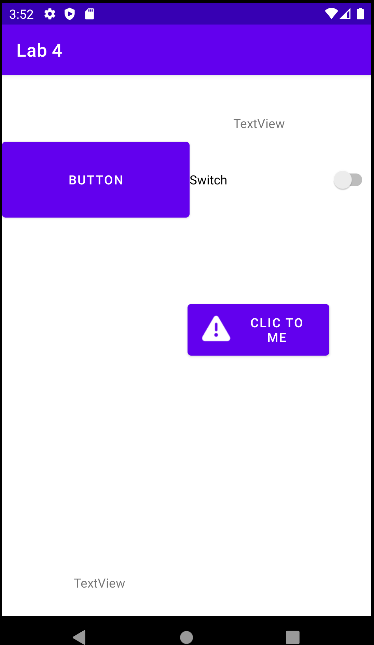 3:52
Lab 4
TextView
BUTTON
Switch
CLIC TO
ME
TextView